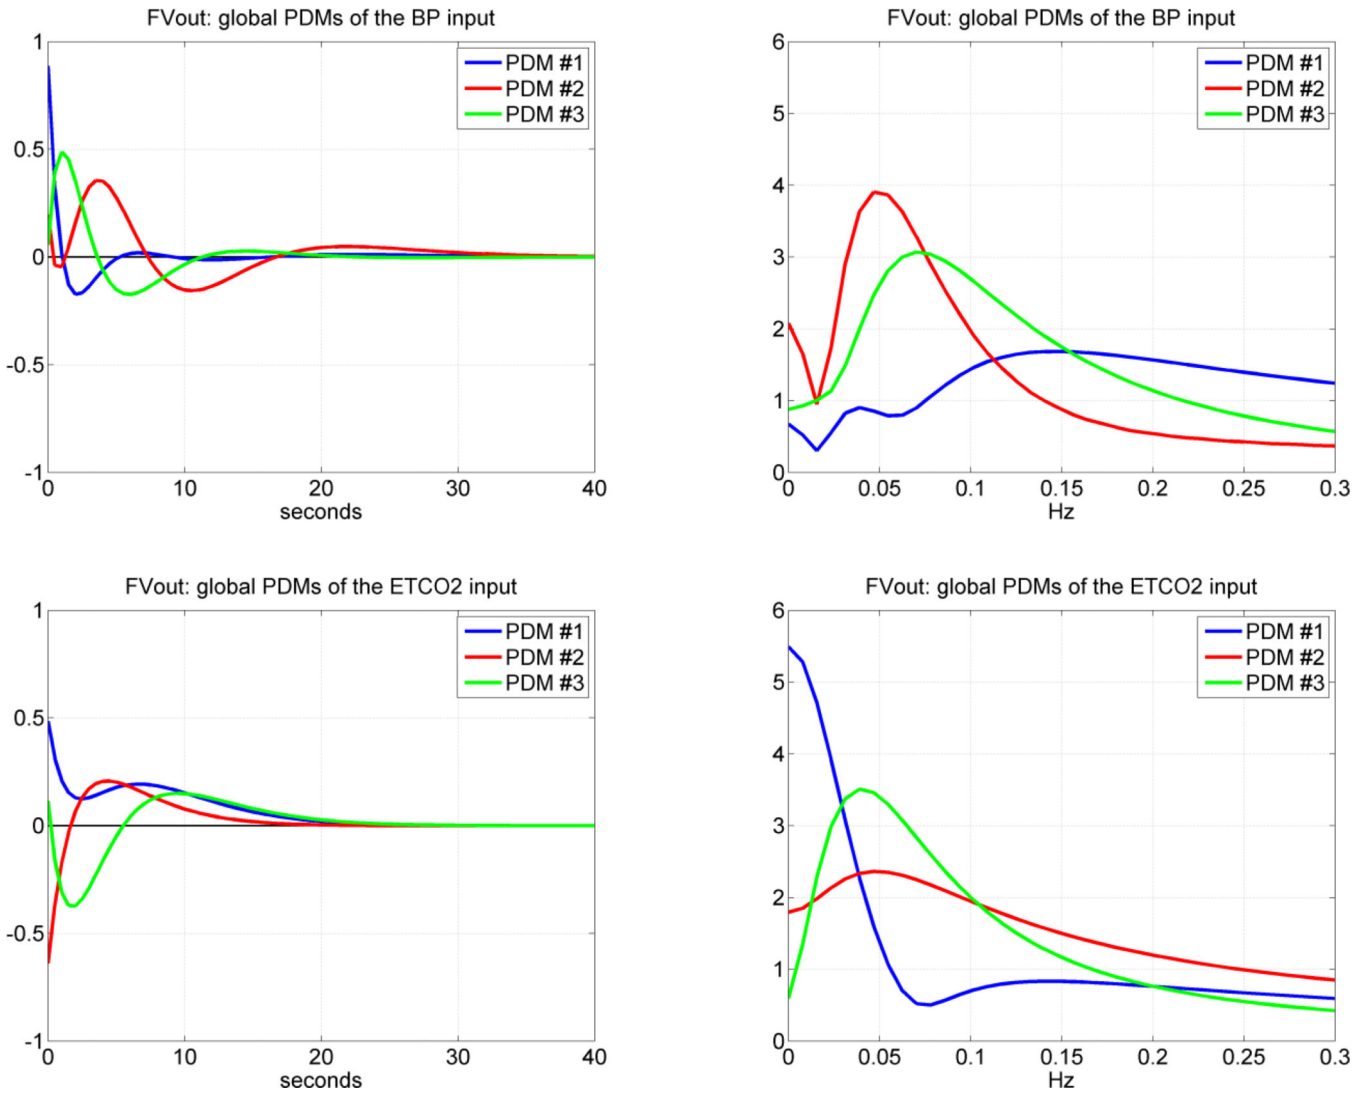 FVout: global PDMs of the BP input
1
0.5
0
-0.5
-1
0
10
20
30
40
seconds
PDM #1
PDM #2
PDM #3
FVout: global PDMs of the BP input
6
5
4
3
2
1
0
0
0.05
0.1
0.15
0.2
0.25
0.3
Hz
PDM #1
PDM #2
PDM #3
FVout: global PDMs of the ETCO2 input
1
0.5
0
-0.5
-1
0
10
20
30
40
seconds
PDM #1
PDM #2
PDM #3
FVout: global PDMs of the ETCO2 input
6
5
4
3
2
1
0
0
0.05
0.1
0.15
0.2
0.25
0.3
Hz
PDM #1
PDM #2
PDM #3